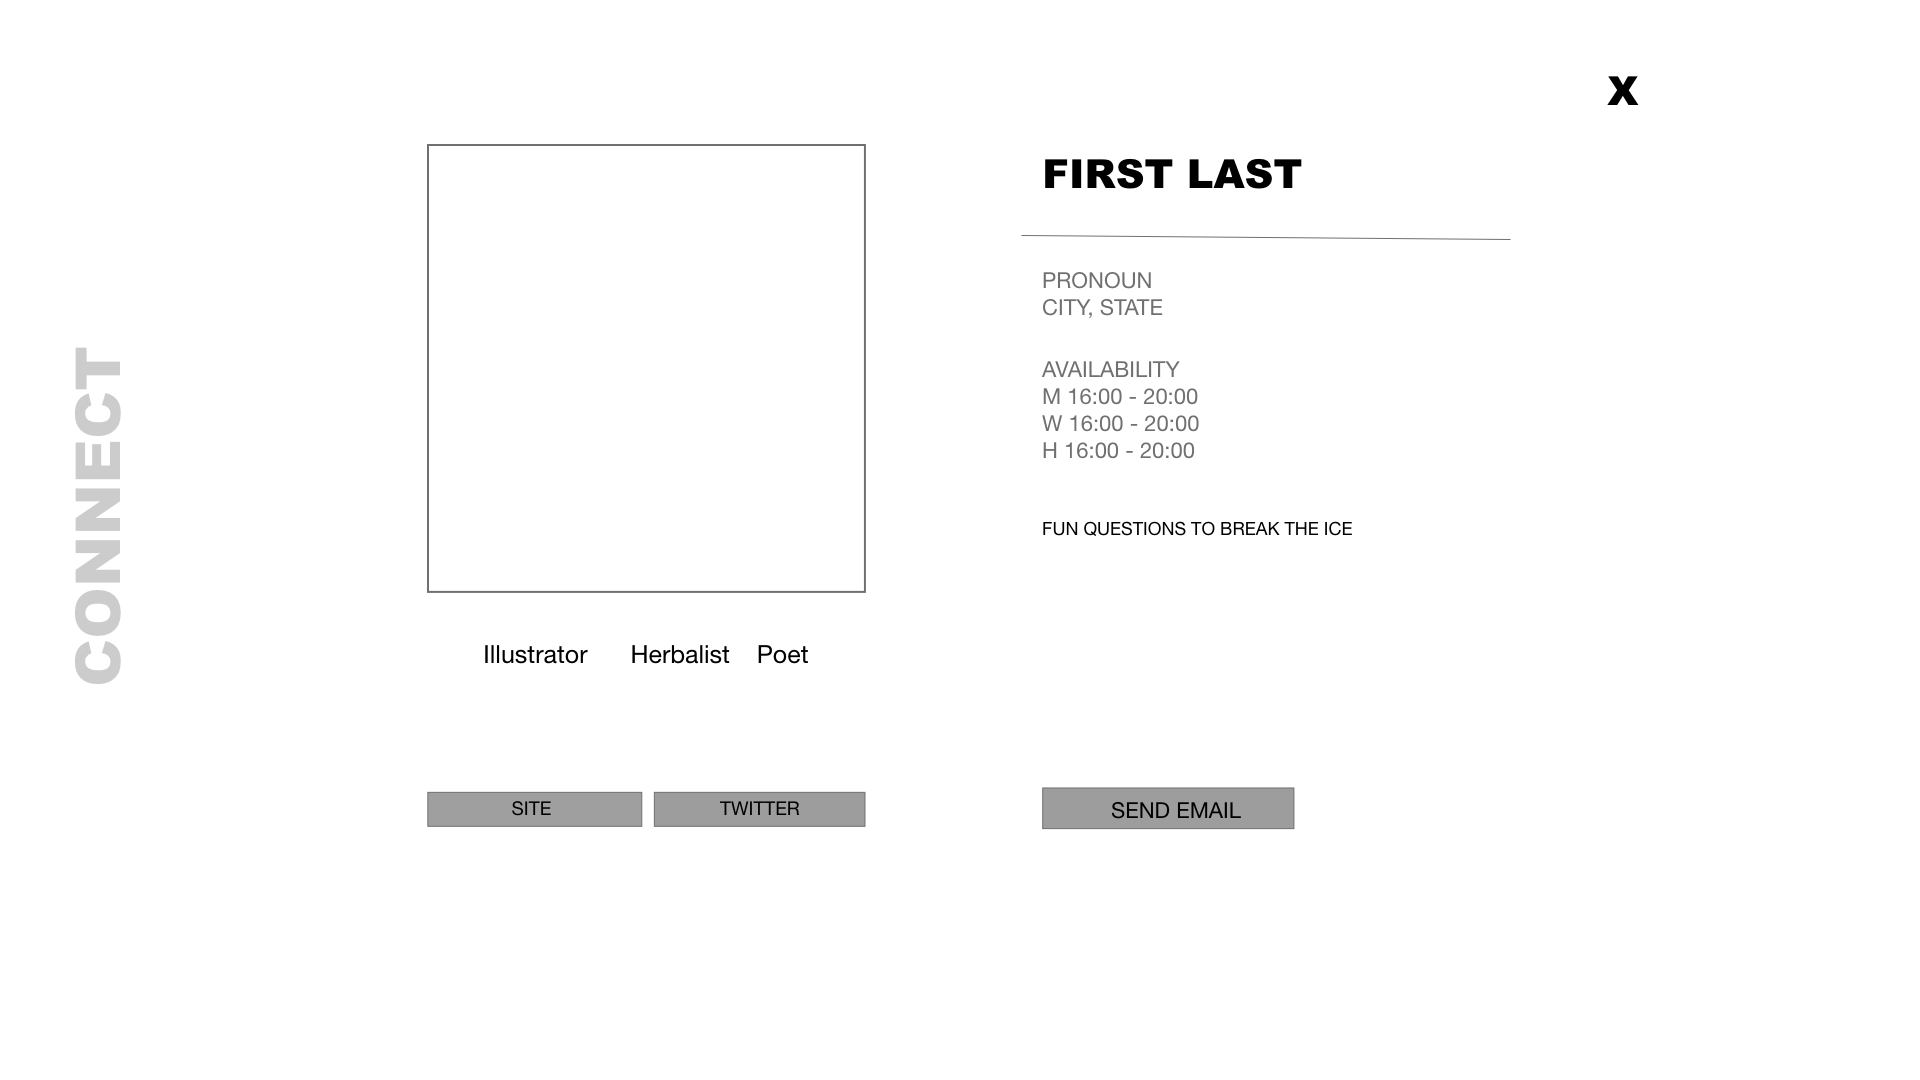 CONNECT
X
FIRST LAST
PRONOUN
CITY, STATE
AVAILABILITY
M 16:00 - 20:00
W 16:00 - 20:00
H 16:00 - 20:00
FUN QUESTIONS TO BREAK THE ICE
Illustrator Herbalist Poet
SITE
TWITTER
SEND EMAIL